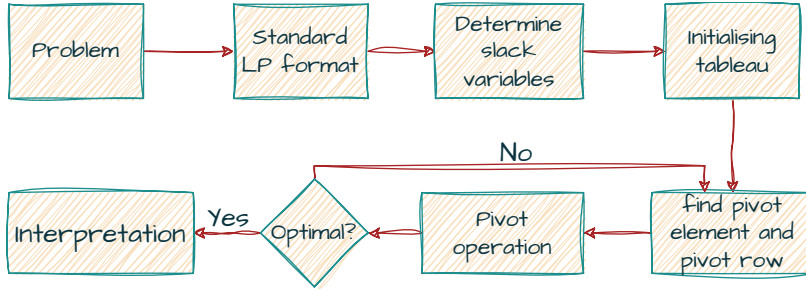 Problem
Standard
LP format
Determine
slack
variables
Initialising
tableau
No
find pivot
element and
pivot row
Pivot
operation
Optimal?
Yes
Interpretation